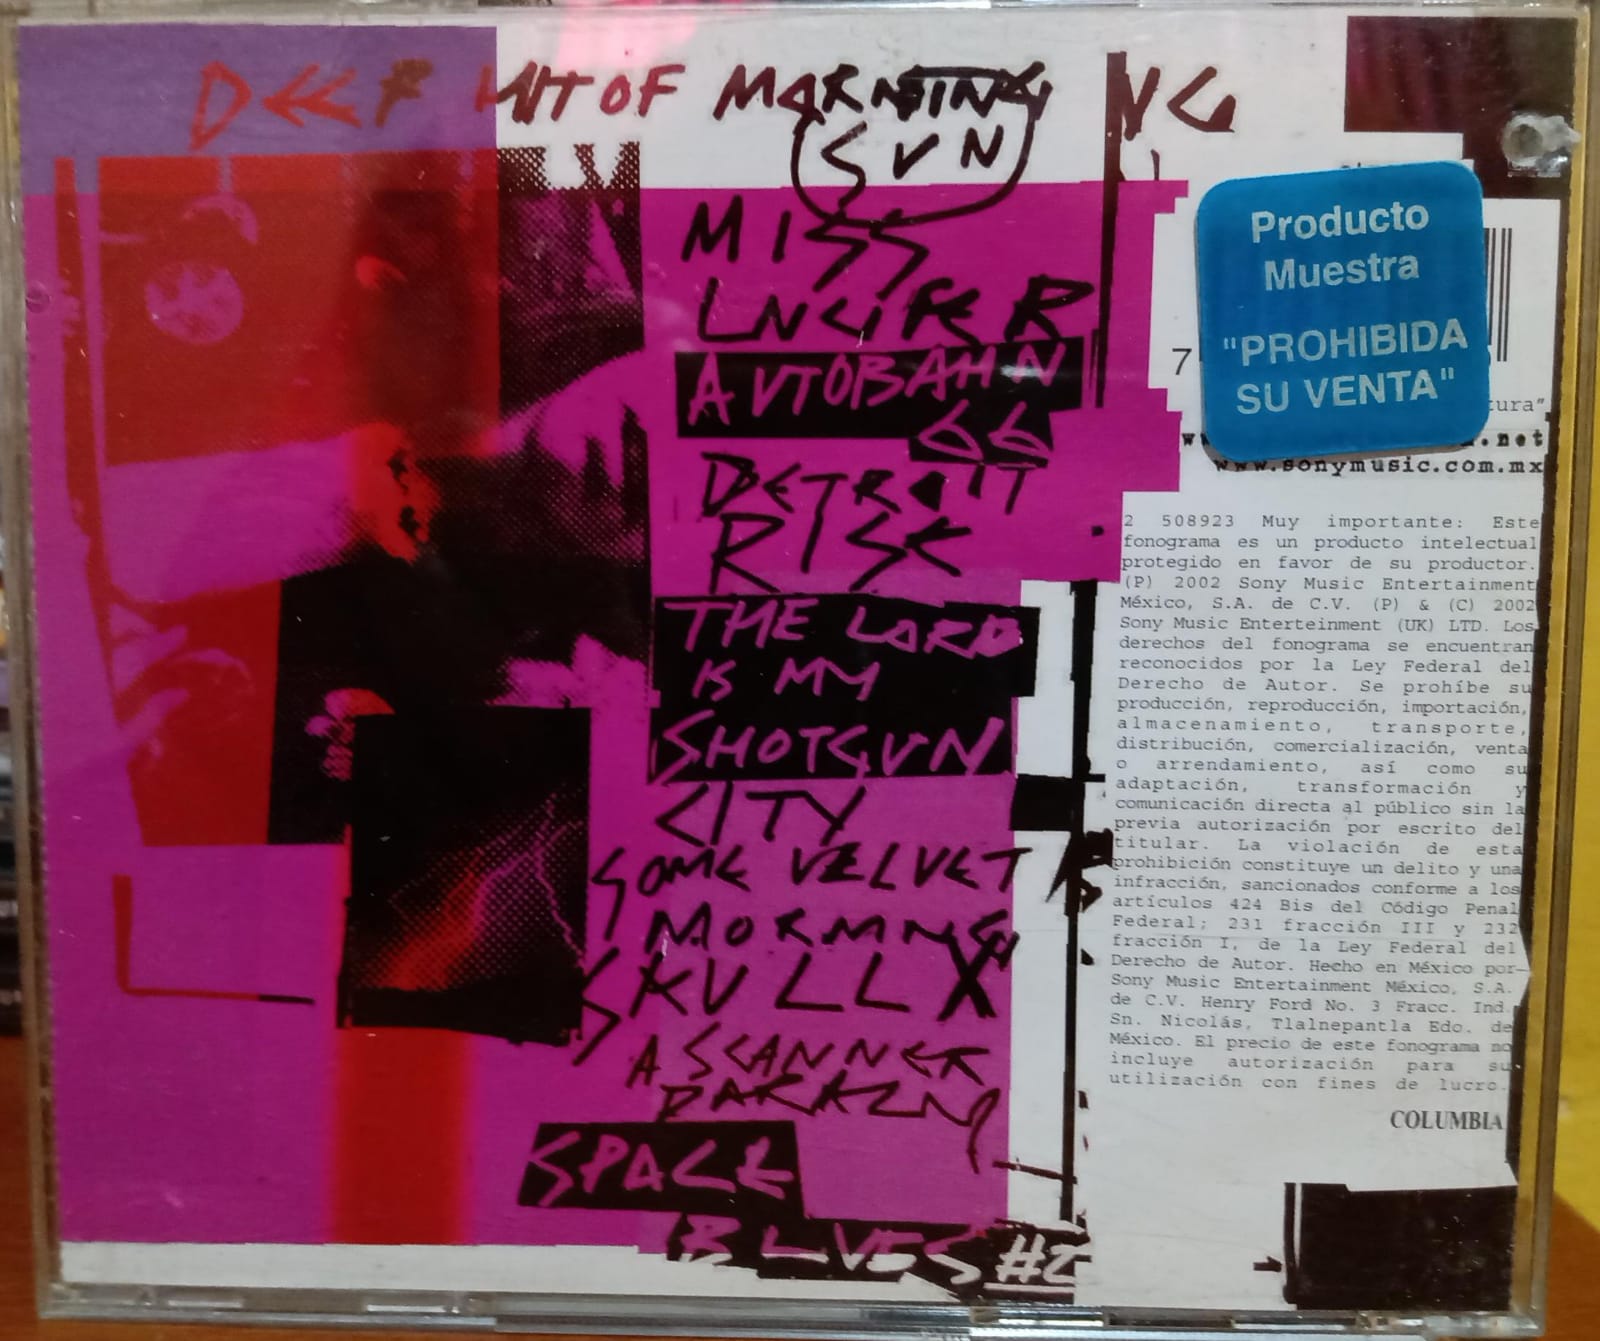 DEEP HIT OF MORNING
SUN
MISS
LUCIFER
AUTOBAHN
66
DETROIT
RISE
THE LORD
IS MY
SHOTGUN
CITY
SOME VELVET
MORNING
SKULL X
A SCANNER
DARKLY
SPACE
BLUES #2
Producto
Muestra
"PROHIBIDA
SU VENTA"
7
.net
www.sonymusic.com.mx
2 508923 Muy importante: Este
fonograma es un producto intelectual
protegido en favor de su productor.
(P) 2002 Sony Music Entertainment
México, S.A. de C.V. (P) & (C) 2002
Sony Music Enterteinment (UK) LTD. Los
derechos del fonograma se encuentran
reconocidos por la Ley Federal del
Derecho de Autor. Se prohíbe su
producción, reproducción, importación,
almacenamiento, transporte,
distribución, comercialización, venta
o arrendamiento, así como su
adaptación, transformación y
comunicación directa al público sin la
previa autorización por escrito del
titular. La violación de esta
prohibición constituye un delito y una
infracción, sancionados conforme a los
artículos 424 Bis del Código Penal
Federal; 231 fracción III y 232
fracción I, de la Ley Federal del
Derecho de Autor. Hecho en México por
Sony Music Entertainment México, S.A.
de C.V. Henry Ford No. 3 Fracc. Ind.
Sn. Nicolás, Tlalnepantla Edo. de
México. El precio de este fonograma no
incluye autorización para su
utilización con fines de lucro.
COLUMBIA